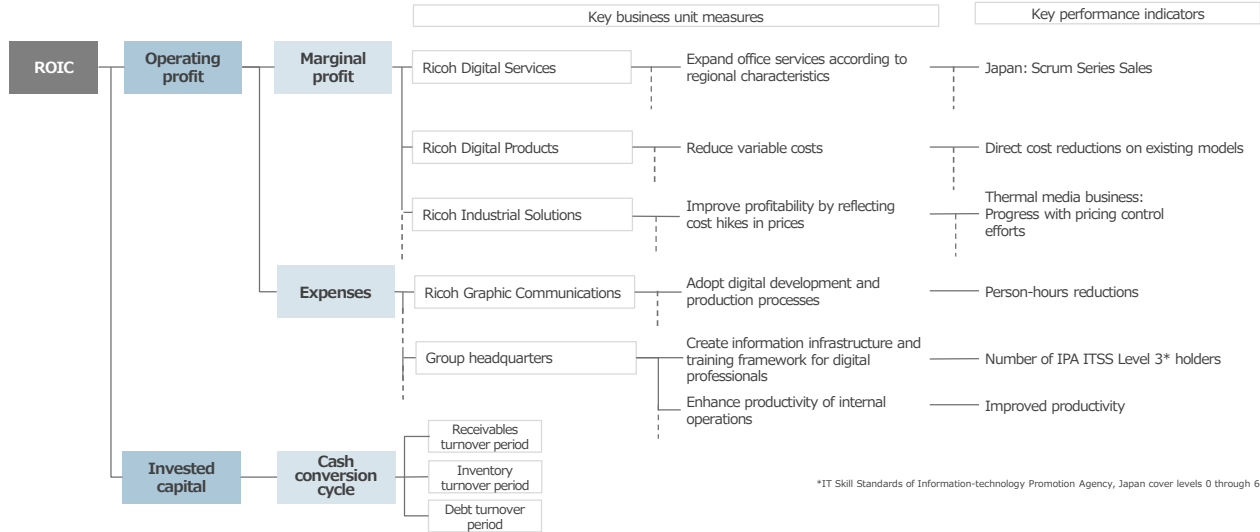 Key business unit measures
Key performance indicators
ROIC
Operating
profit
Marginal
profit
Ricoh Digital Services
Expand office services according to
regional characteristics
Japan: Scrum Series Sales
Ricoh Digital Products
Reduce variable costs
Direct cost reductions on existing models
Ricoh Industrial Solutions
Improve profitability by reflecting
cost hikes in prices
Thermal media business:
Progress with pricing control
efforts
Expenses
Ricoh Graphic Communications
Adopt digital development and
production processes
Person-hours reductions
Group headquarters
Create information infrastructure and
training framework for digital
professionals
Number of IPA ITSS Level 3* holders
Enhance productivity of internal
operations
Improved productivity
Invested
capital
Cash
conversion
cycle
Receivables
turnover period
Inventory
turnover period
Debt turnover
period
*IT Skill Standards of Information-technology Promotion Agency, Japan cover levels 0 through 6